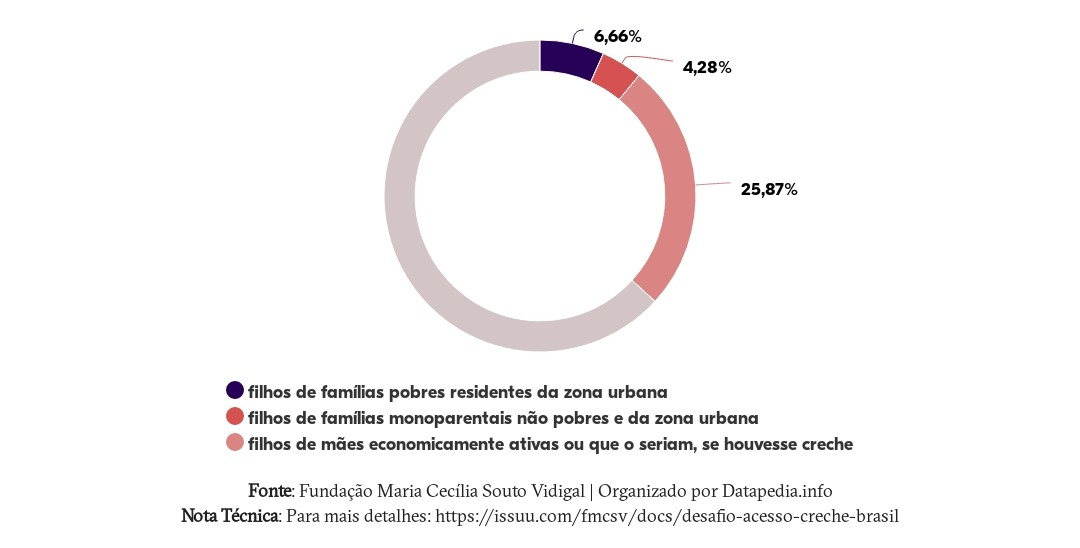 6,66%
4,28%
25,87%
filhos de famílias pobres residentes da zona urbana
filhos de famílias monoparentais não pobres e da zona urbana
filhos de mães economicamente ativas ou que o seriam, se houvesse creche
Fonte: Fundação Maria Cecília Souto Vidigal | Organizado por Datapedia.info
Nota Técnica: Para mais detalhes: https://issuu.com/fmcsv/docs/desafio-acesso-creche-brasil